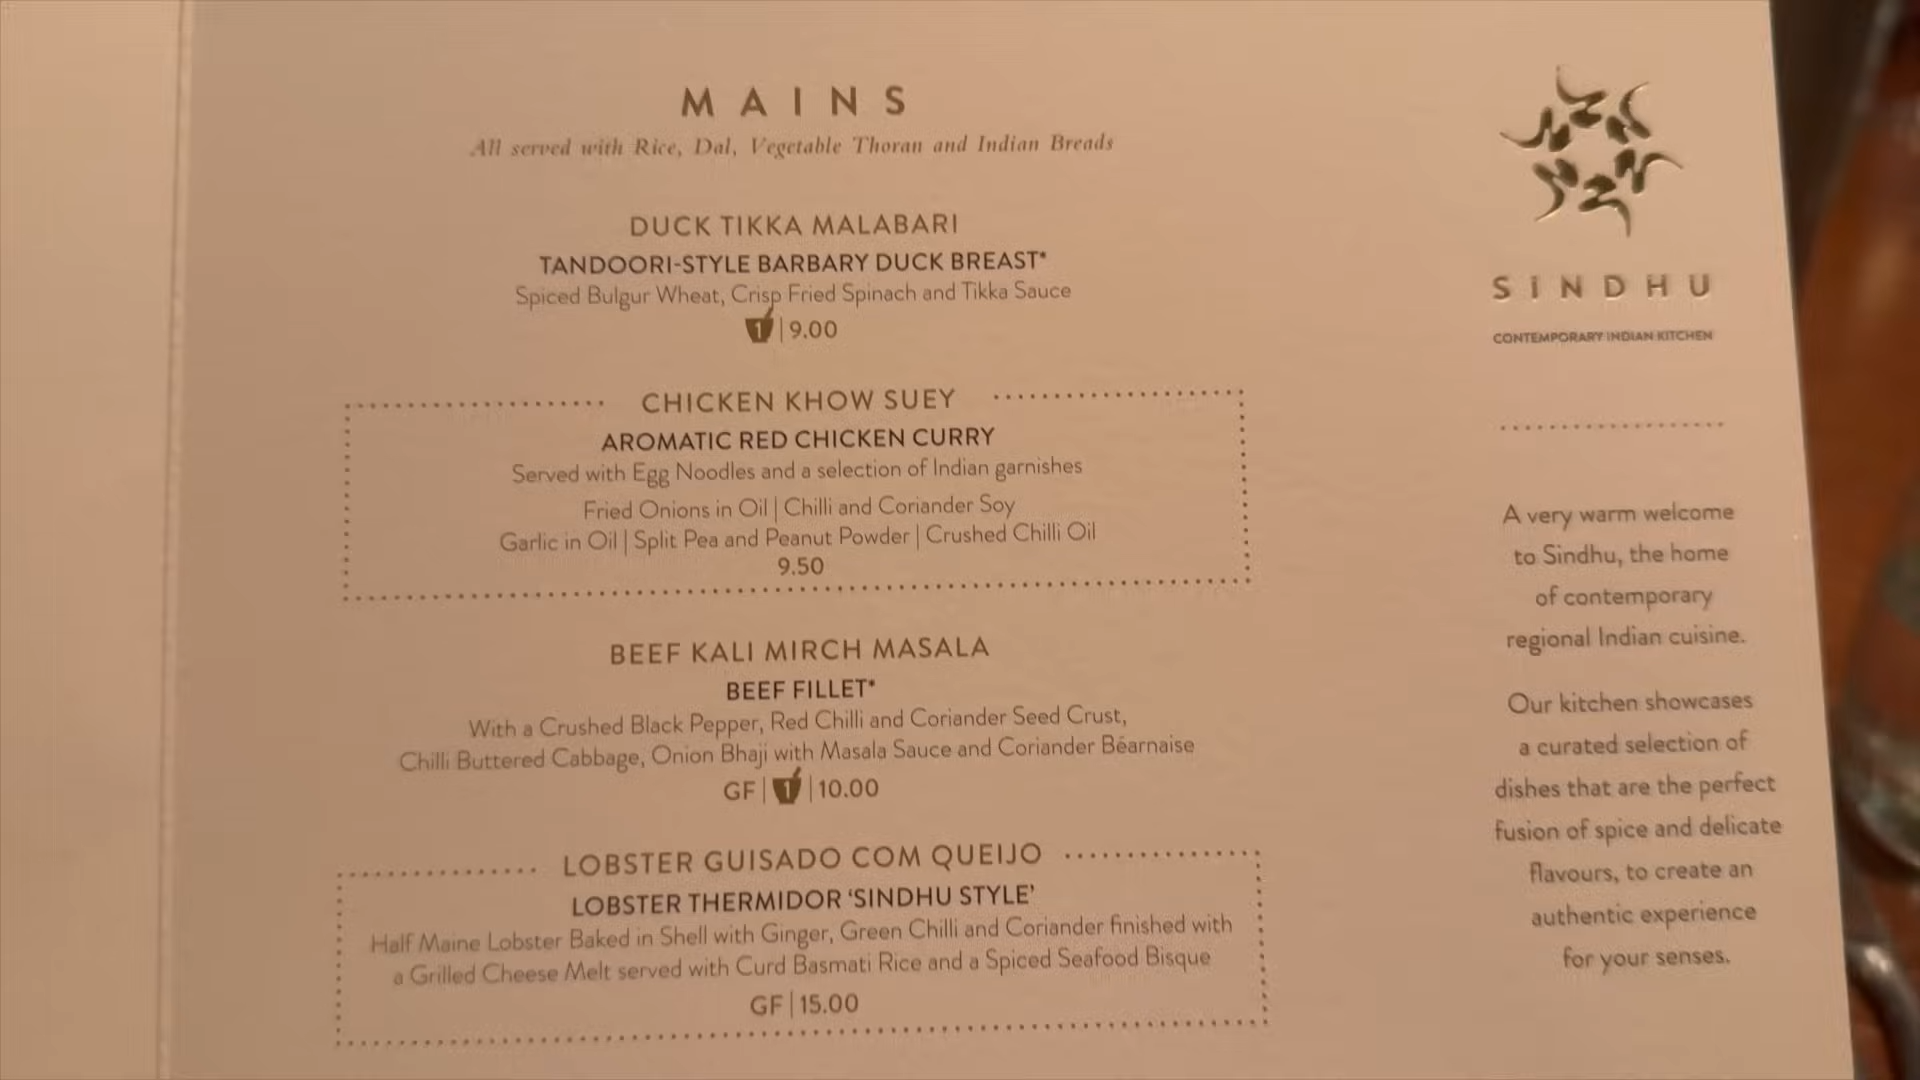 MAINS
All served with Rice, Dal, Vegetable Thoran and Indian Breads
DUCK TIKKA MALABARI
TANDOORI-STYLE BARBARY DUCK BREAST*
Spiced Bulgur Wheat, Crisp Fried Spinach and Tikka Sauce
1 | 9.00
CHICKEN KHOW SUEY
AROMATIC RED CHICKEN CURRY
Served with Egg Noodles and a selection of Indian garnishes
Fried Onions in Oil | Chilli and Coriander Soy
Garlic in Oil | Split Pea and Peanut Powder | Crushed Chilli Oil
9.50
BEEF KALI MIRCH MASALA
BEEF FILLET*
With a Crushed Black Pepper, Red Chilli and Coriander Seed Crust,
Chilli Buttered Cabbage, Onion Bhaji with Masala Sauce and Coriander Béarnaise
GF | 1 | 10.00
LOBSTER GUISADO COM QUEIJO
LOBSTER THERMIDOR ‘SINDHU STYLE’
Half Maine Lobster Baked in Shell with Ginger, Green Chilli and Coriander finished with
a Grilled Cheese Melt served with Curd Basmati Rice and a Spiced Seafood Bisque
GF | 15.00
SiNDHU
CONTEMPORARY INDIAN KITCHEN
A very warm welcome
to Sindhu, the home
of contemporary
regional Indian cuisine.
Our kitchen showcases
a curated selection of
dishes that are the perfect
fusion of spice and delicate
flavours, to create an
authentic experience
for your senses.